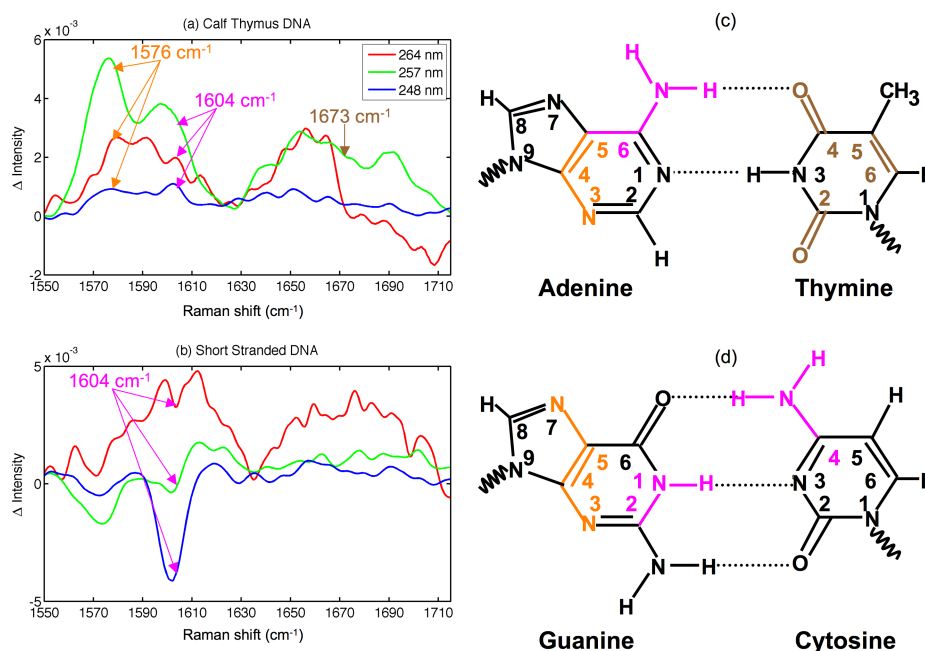 (a) Calf Thymus DNA
x 10⁻³
6
4
2
0
-2
Δ Intensity
1576 cm⁻¹
1604 cm⁻¹
1673 cm⁻¹
264 nm
257 nm
248 nm
1550 1570 1590 1610 1630 1650 1670 1690 1710
Raman shift (cm⁻¹)
(b) Short Stranded DNA
x 10⁻³
5
0
-5
Δ Intensity
1604 cm⁻¹
1550 1570 1590 1610 1630 1650 1670 1690 1710
Raman shift (cm⁻¹)
(c)
H
N H O CH₃
H N
8 7
5 6 4 5
9 N 4 1 N H N 3 6
3 2 2 1
N N
H O
Adenine Thymine
(d)
H
O H N H
H N
8 7
5 6 4 5
9 N 4 1 N H N 3 6
3 2 2 1
N N
N H O
H
Guanine Cytosine